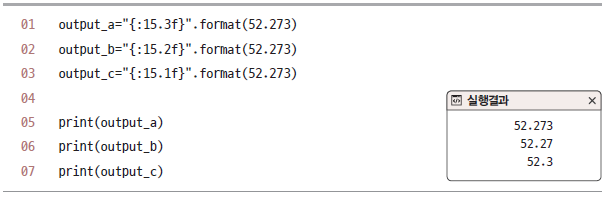 01 output_a="{:15.3f}".format(52.273)
02 output_b="{:15.2f}".format(52.273)
03 output_c="{:15.1f}".format(52.273)
04
05 print(output_a)
06 print(output_b)
07 print(output_c)
실행결과 ×
52.273
52.27
52.3